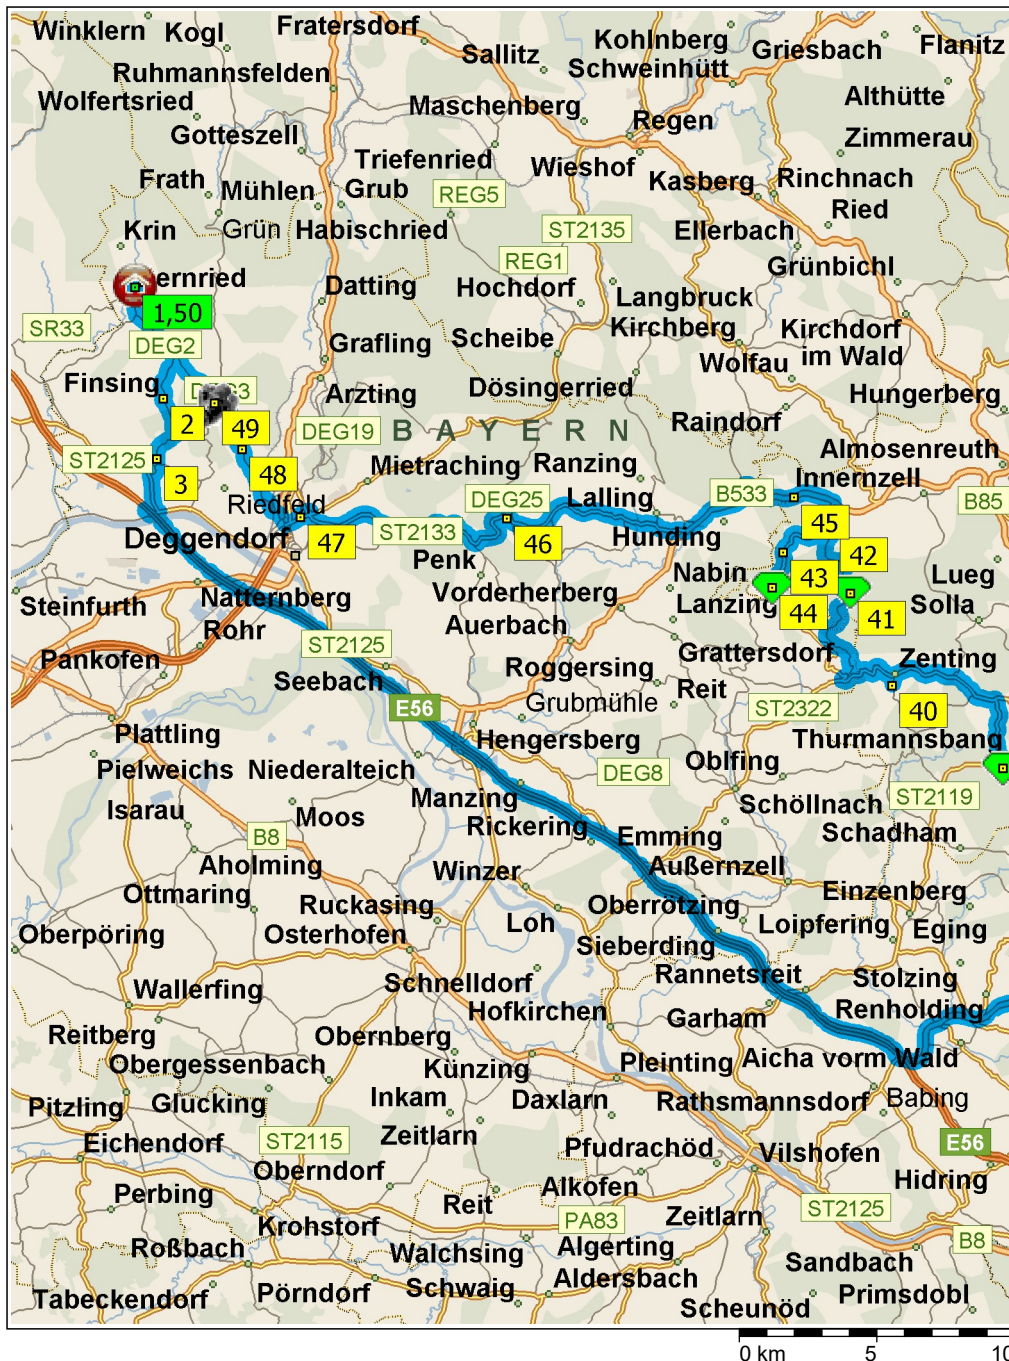 Winklern Kogl Fratersdorf
Sallitz
Kohlnberg
Schweinhütt
Griesbach
Flanitz
Ruhmannsfelden
Wolfertsried
Maschenberg
Althütte
Gotteszell
Regen
Zimmerau
Triefenried
Wieshof
Frath
Mühlen
Grub
REG5
Kasberg
Rinchnach
Ried
Krin
Grün
Habischried
ST2135
Ellerbach
REG1
Grünbichl
ernried
Datting
Hochdorf
Langbruck
1,50
SR33
DEG2
Grafling
Scheibe
Kirchberg
Kirchdorf
im Wald
Wolfau
Finsing
Arzting
Dösingerried
Hungerberg
2
49
DEG19
BAYERN
Raindorf
Almosenreuth
ST2125
3
48
Mietraching
Ranzing
Innernzell
Riedfeld
DEG25
Lalling
B533
B85
Deggendorf
47
ST2133
46
Hunding
45
Penk
42
Nabin
43
Lueg
Steinfurth
Natternberg
Vorderherberg
Lanzing
44
41
Solla
Rohr
ST2125
Auerbach
Pankofen
Grattersdorf
Zenting
Seebach
Roggersing
Reit
E56
Grubmühle
ST2322
40
Plattling
Hengersberg
Thurmannsbang
Pielweichs
Niederalteich
DEG8
Oblfing
Isarau
Moos
Manzing
Schöllnach
ST2119
Rickering
Schadham
B8
Emming
Aholming
Winzer
Außernzell
Ottmaring
Einzenberg
Ruckasing
Oberrötzing
Loh
Loipfering
Eging
Oberpöring
Osterhofen
Sieberding
Rannetsreit
Stolzing
Wallerfing
Schnelldorf
Hofkirchen
Renholding
Garham
Reitberg
Obernberg
Obergessenbach
Künzing
Pleinting
Aicha vorm Wald
Pitzling
Glucking
Inkam
Daxlarn
Rathsmannsdorf
Babing
Eichendorf
ST2115
Zeitlarn
Pfudrachöd
Vilshofen
E56
Oberndorf
Hidring
Perbing
Reit
Alkofen
ST2125
Krohstorf
PA83
Zeitlarn
B8
Roßbach
Walchsing
Algerting
Sandbach
Tabeckendorf
Pörndorf
Schwaig
Aldersbach
Primsdobl
Scheunöd
0 km 5 10